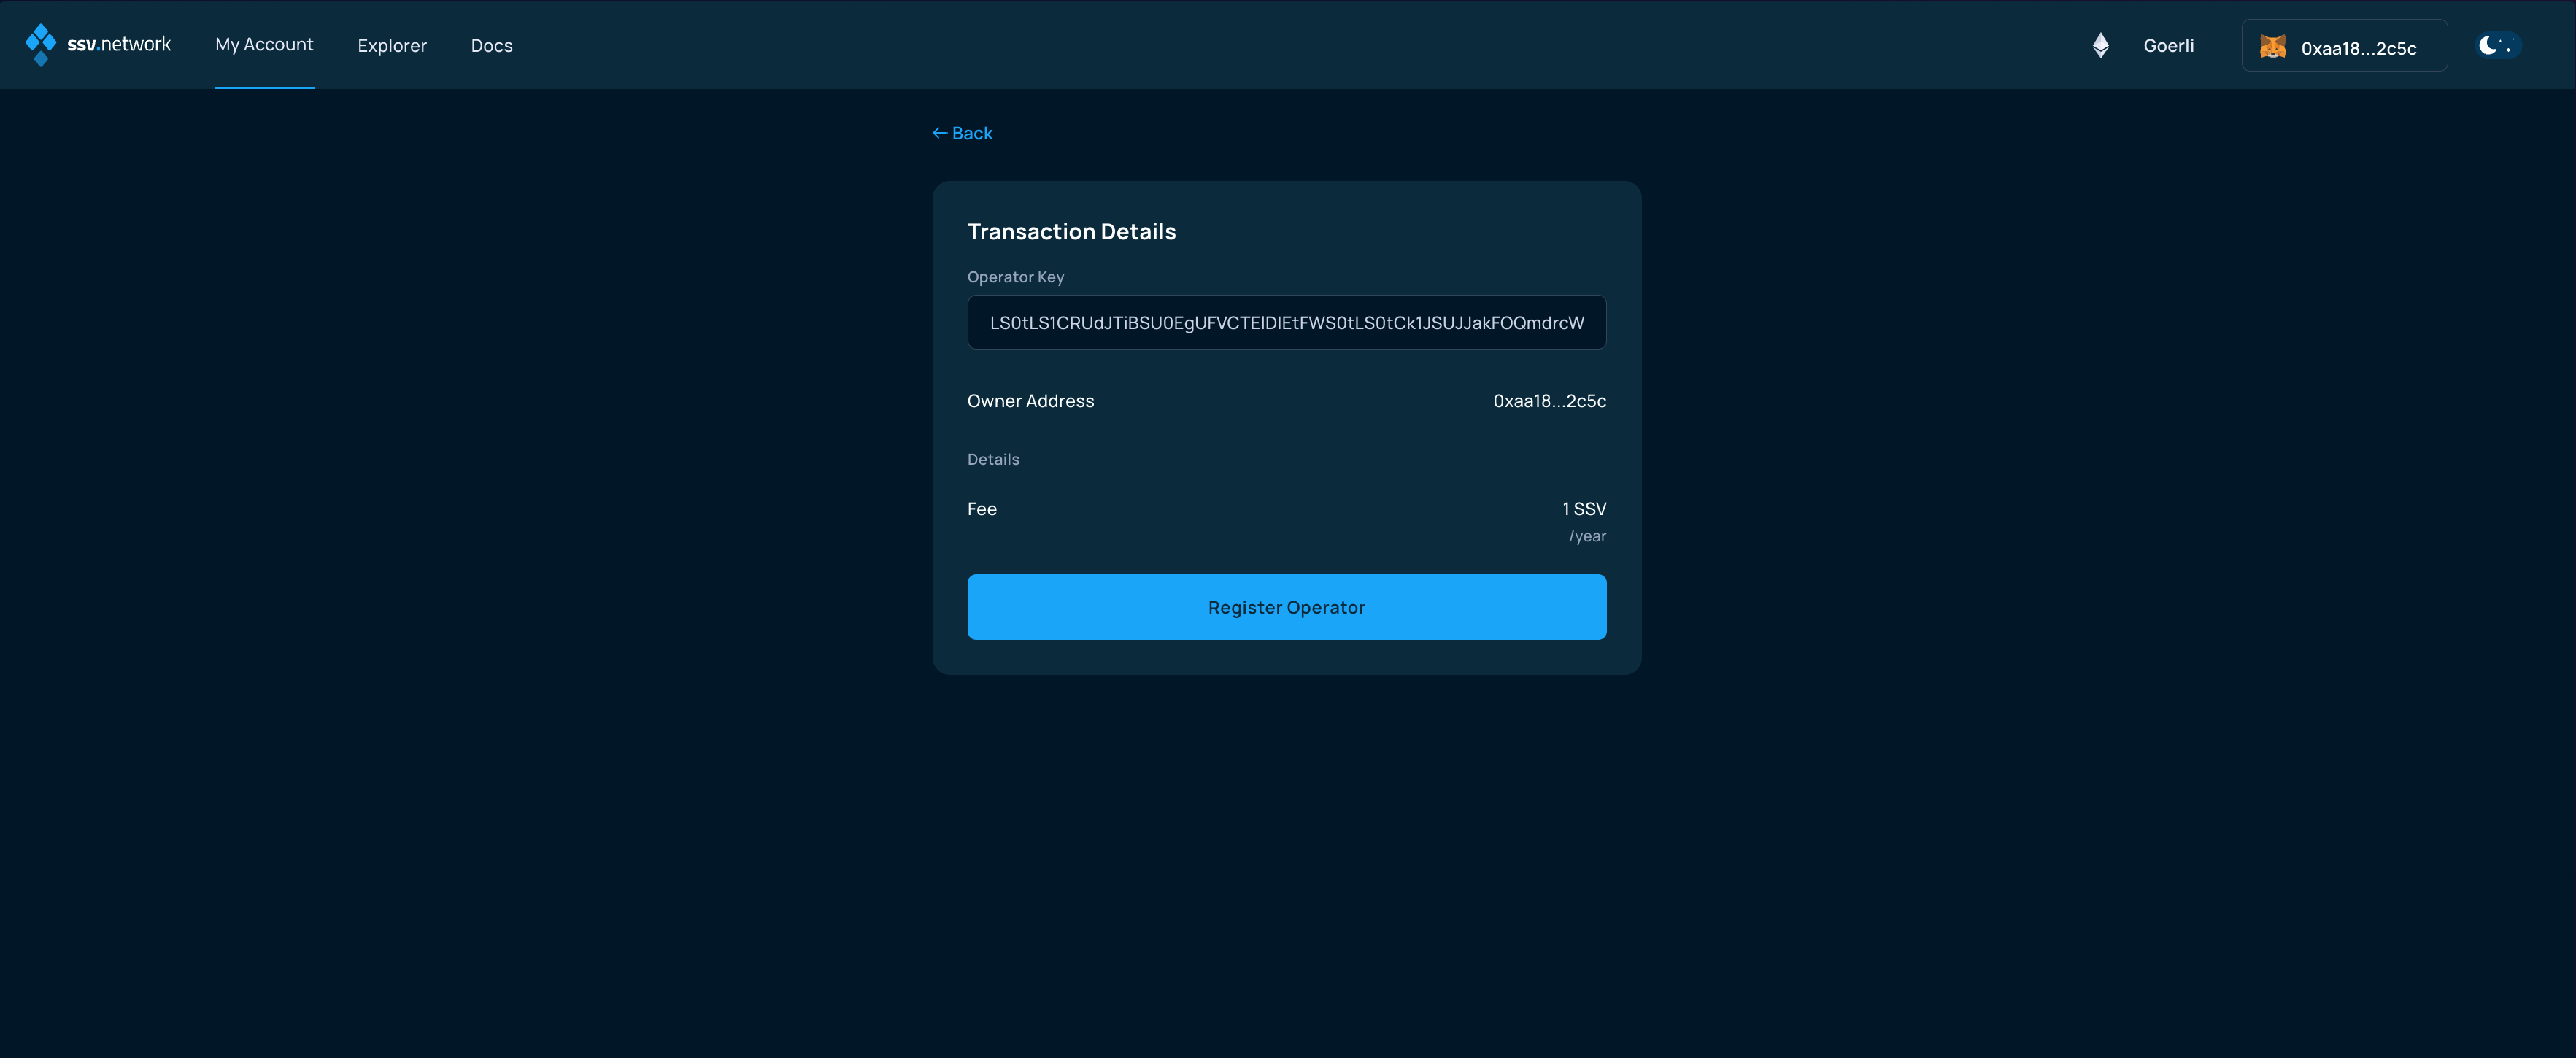 ssv.network My Account Explorer Docs Goerli 0xaa18...2c5c
← Back
Transaction Details
Operator Key
LS0tLS1CRUdJTiBSU0EgUFVCTElDIEtFWS0tLS0tCk1JSUJJakFOQmdrcW
Owner Address 0xaa18...2c5c
Details
Fee 1 SSV
/year
Register Operator